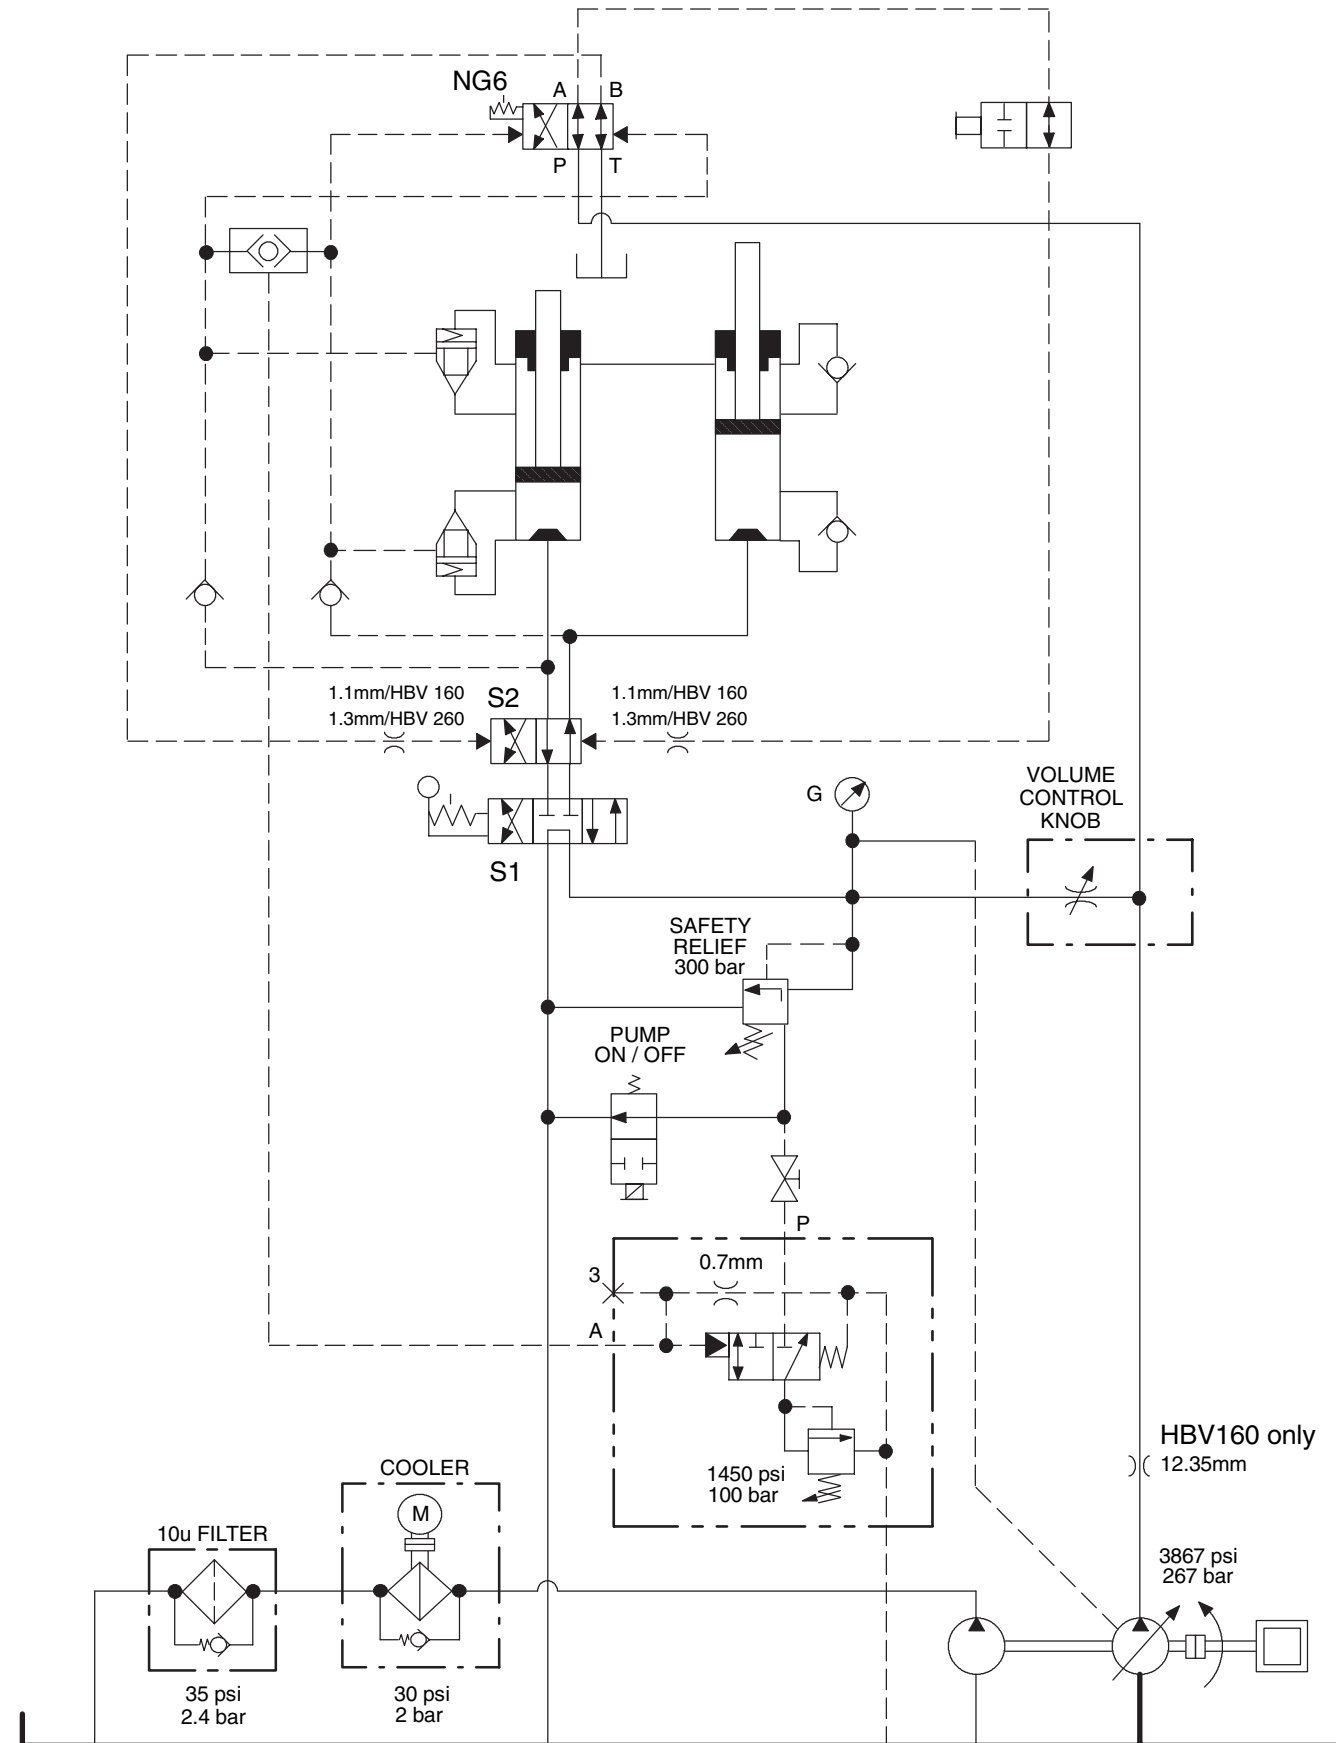 NG6
A B
P T
1.1mm/HBV 160
1.3mm/HBV 260
S2
1.1mm/HBV 160
1.3mm/HBV 260
S1
G
VOLUME
CONTROL
KNOB
SAFETY
RELIEF
300 bar
PUMP
ON / OFF
P
3
0.7mm
A
1450 psi
100 bar
HBV160 only
12.35mm
COOLER
M
10u FILTER
3867 psi
267 bar
35 psi
2.4 bar
30 psi
2 bar